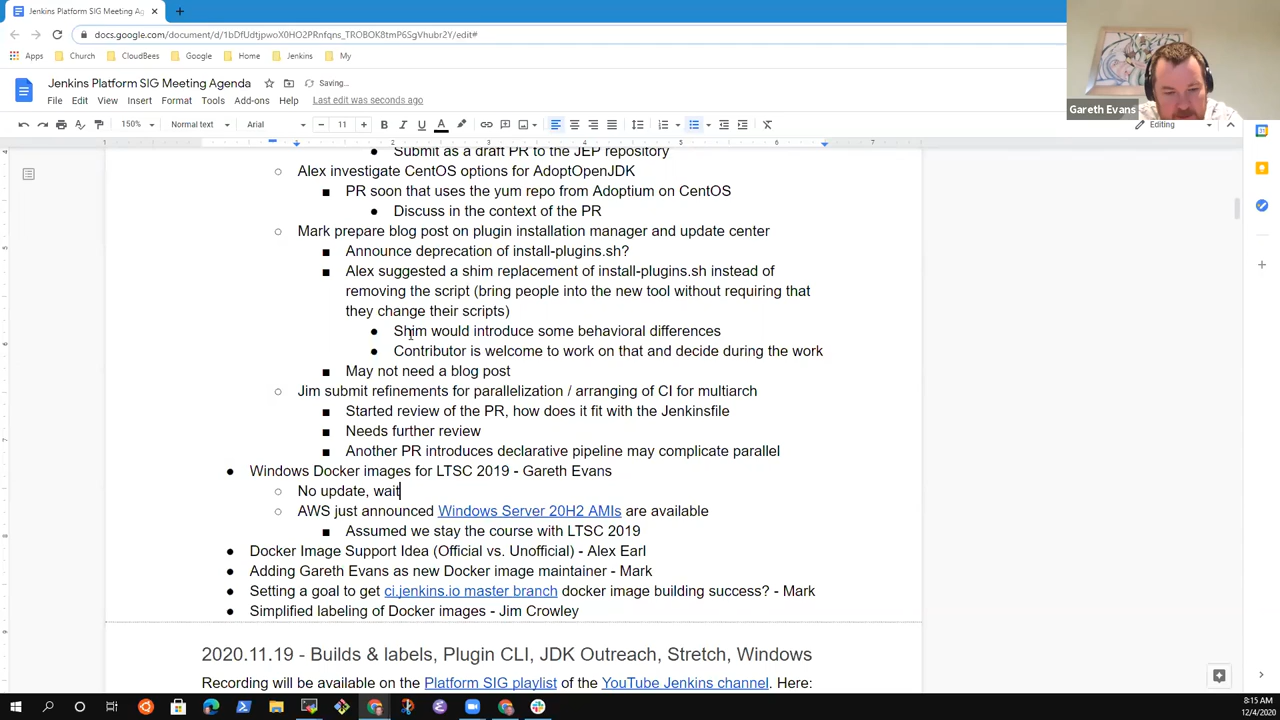 Jenkins Platform SIG Meeting Ag
docs.google.com/document/d/1bDfUdtjpwoX0HO2PRnfqns_TROBOK8tmP6SgVhubr2Y/edit#
Apps Church CloudBees Google Home Jenkins My
Gareth Evans
Jenkins Platform SIG Meeting Agenda Saving...
File Edit View Insert Format Tools Add-ons Help Last edit was seconds ago
150% Normal text Arial 11 Editing
1 2 3 4 5 6 7
Submit as a draft PR to the JEP repository
Alex investigate CentOS options for AdoptOpenJDK
PR soon that uses the yum repo from Adoptium on CentOS
Discuss in the context of the PR
Mark prepare blog post on plugin installation manager and update center
Announce deprecation of install-plugins.sh?
Alex suggested a shim replacement of install-plugins.sh instead of
removing the script (bring people into the new tool without requiring that
they change their scripts)
Shim would introduce some behavioral differences
Contributor is welcome to work on that and decide during the work
May not need a blog post
Jim submit refinements for parallelization / arranging of CI for multiarch
Started review of the PR, how does it fit with the Jenkinsfile
Needs further review
Another PR introduces declarative pipeline may complicate parallel
Windows Docker images for LTSC 2019 - Gareth Evans
No update, wait
AWS just announced Windows Server 20H2 AMIs are available
Assumed we stay the course with LTSC 2019
Docker Image Support Idea (Official vs. Unofficial) - Alex Earl
Adding Gareth Evans as new Docker image maintainer - Mark
Setting a goal to get ci.jenkins.io master branch docker image building success? - Mark
Simplified labeling of Docker images - Jim Crowley
2020.11.19 - Builds & labels, Plugin CLI, JDK Outreach, Stretch, Windows
Recording will be available on the Platform SIG playlist of the YouTube Jenkins channel. Here:
8:15 AM
12/4/2020